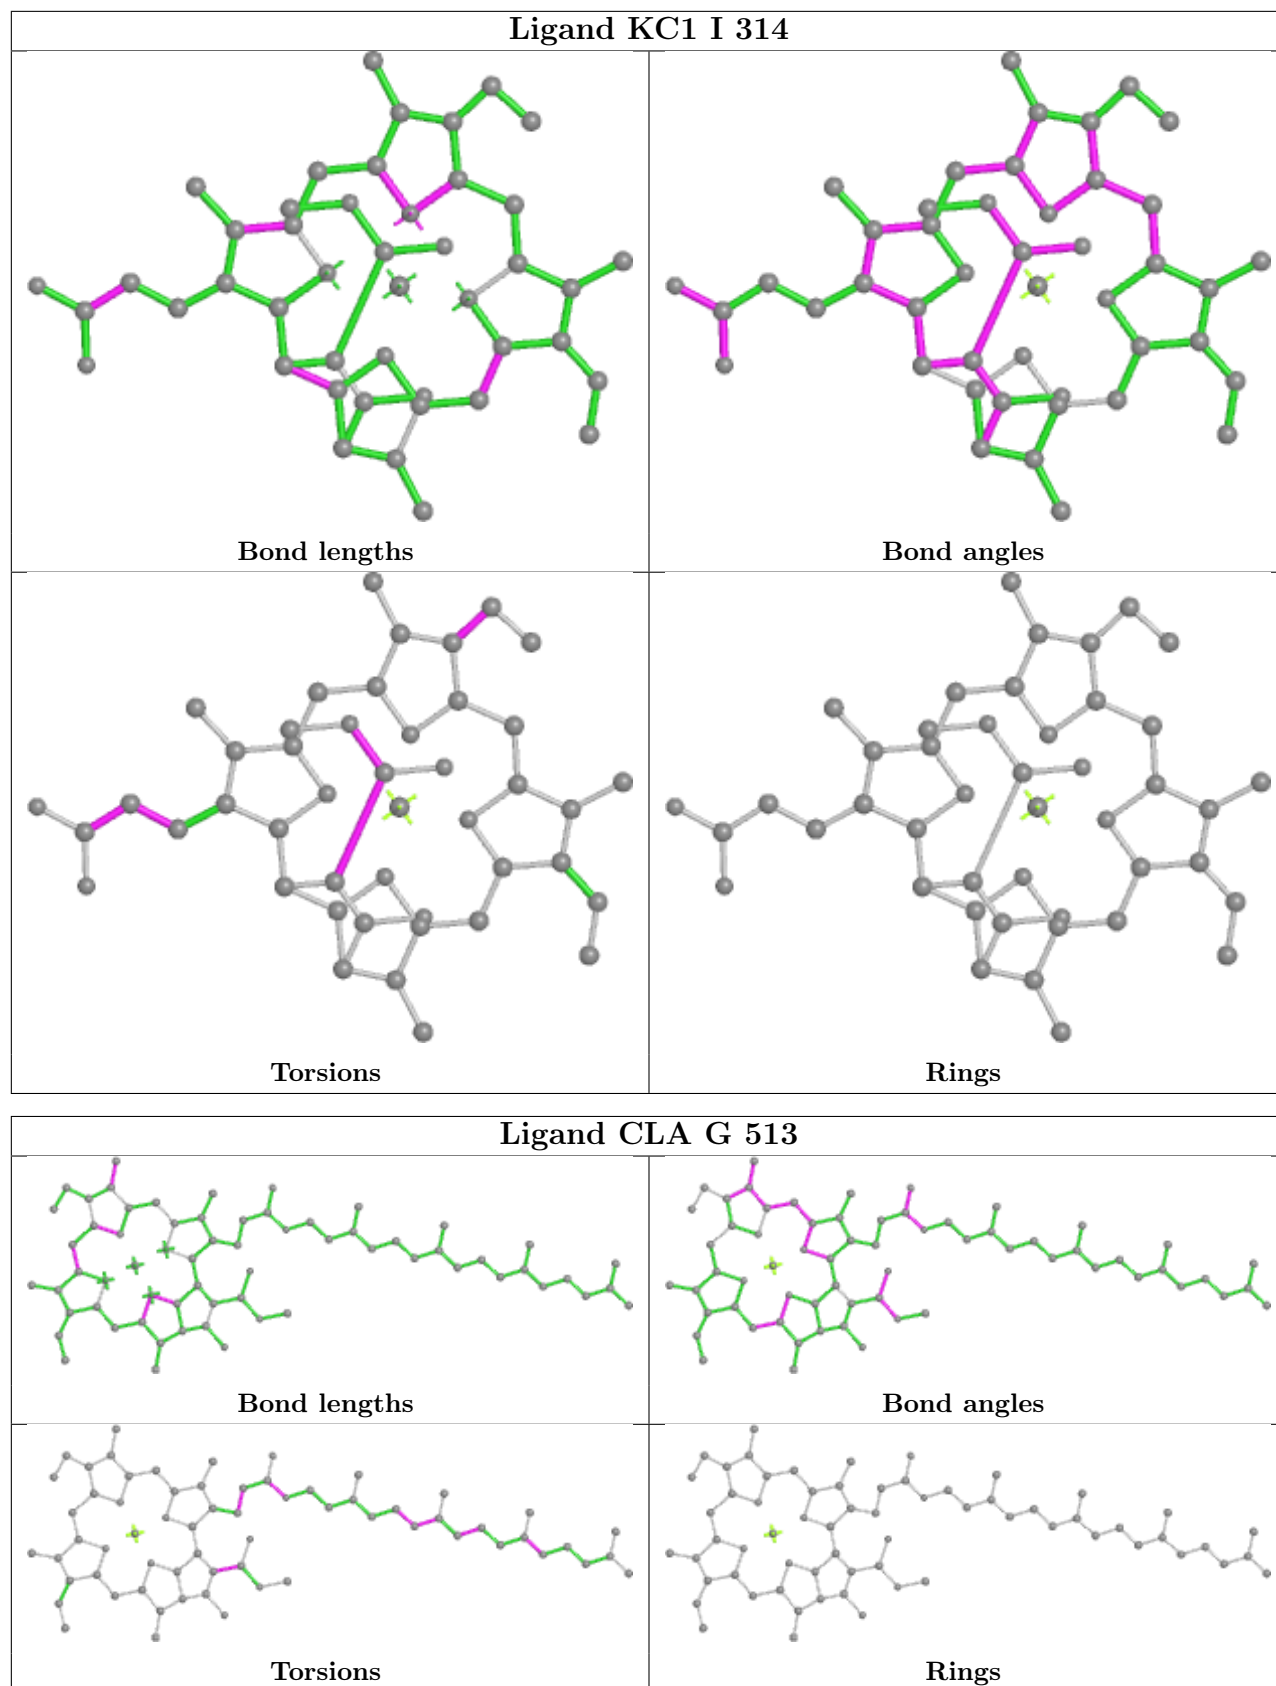 Ligand KC1 I 314
Bond lengths
Bond angles
Torsions
Rings
Ligand CLA G 513
Bond lengths
Bond angles
Torsions
Rings